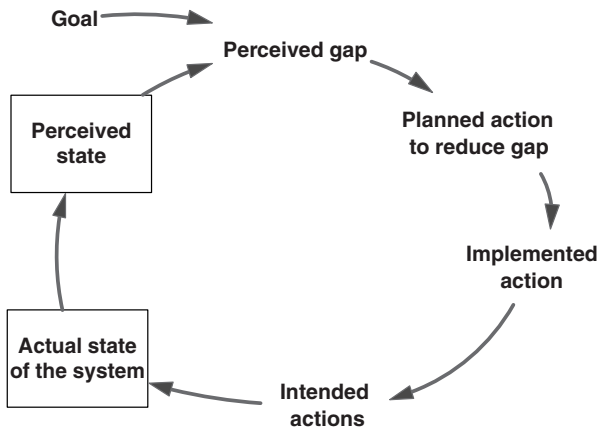 Goal
Perceived gap
Planned action
to reduce gap
Implemented
action
Intended
actions
Actual state
of the system
Perceived
state